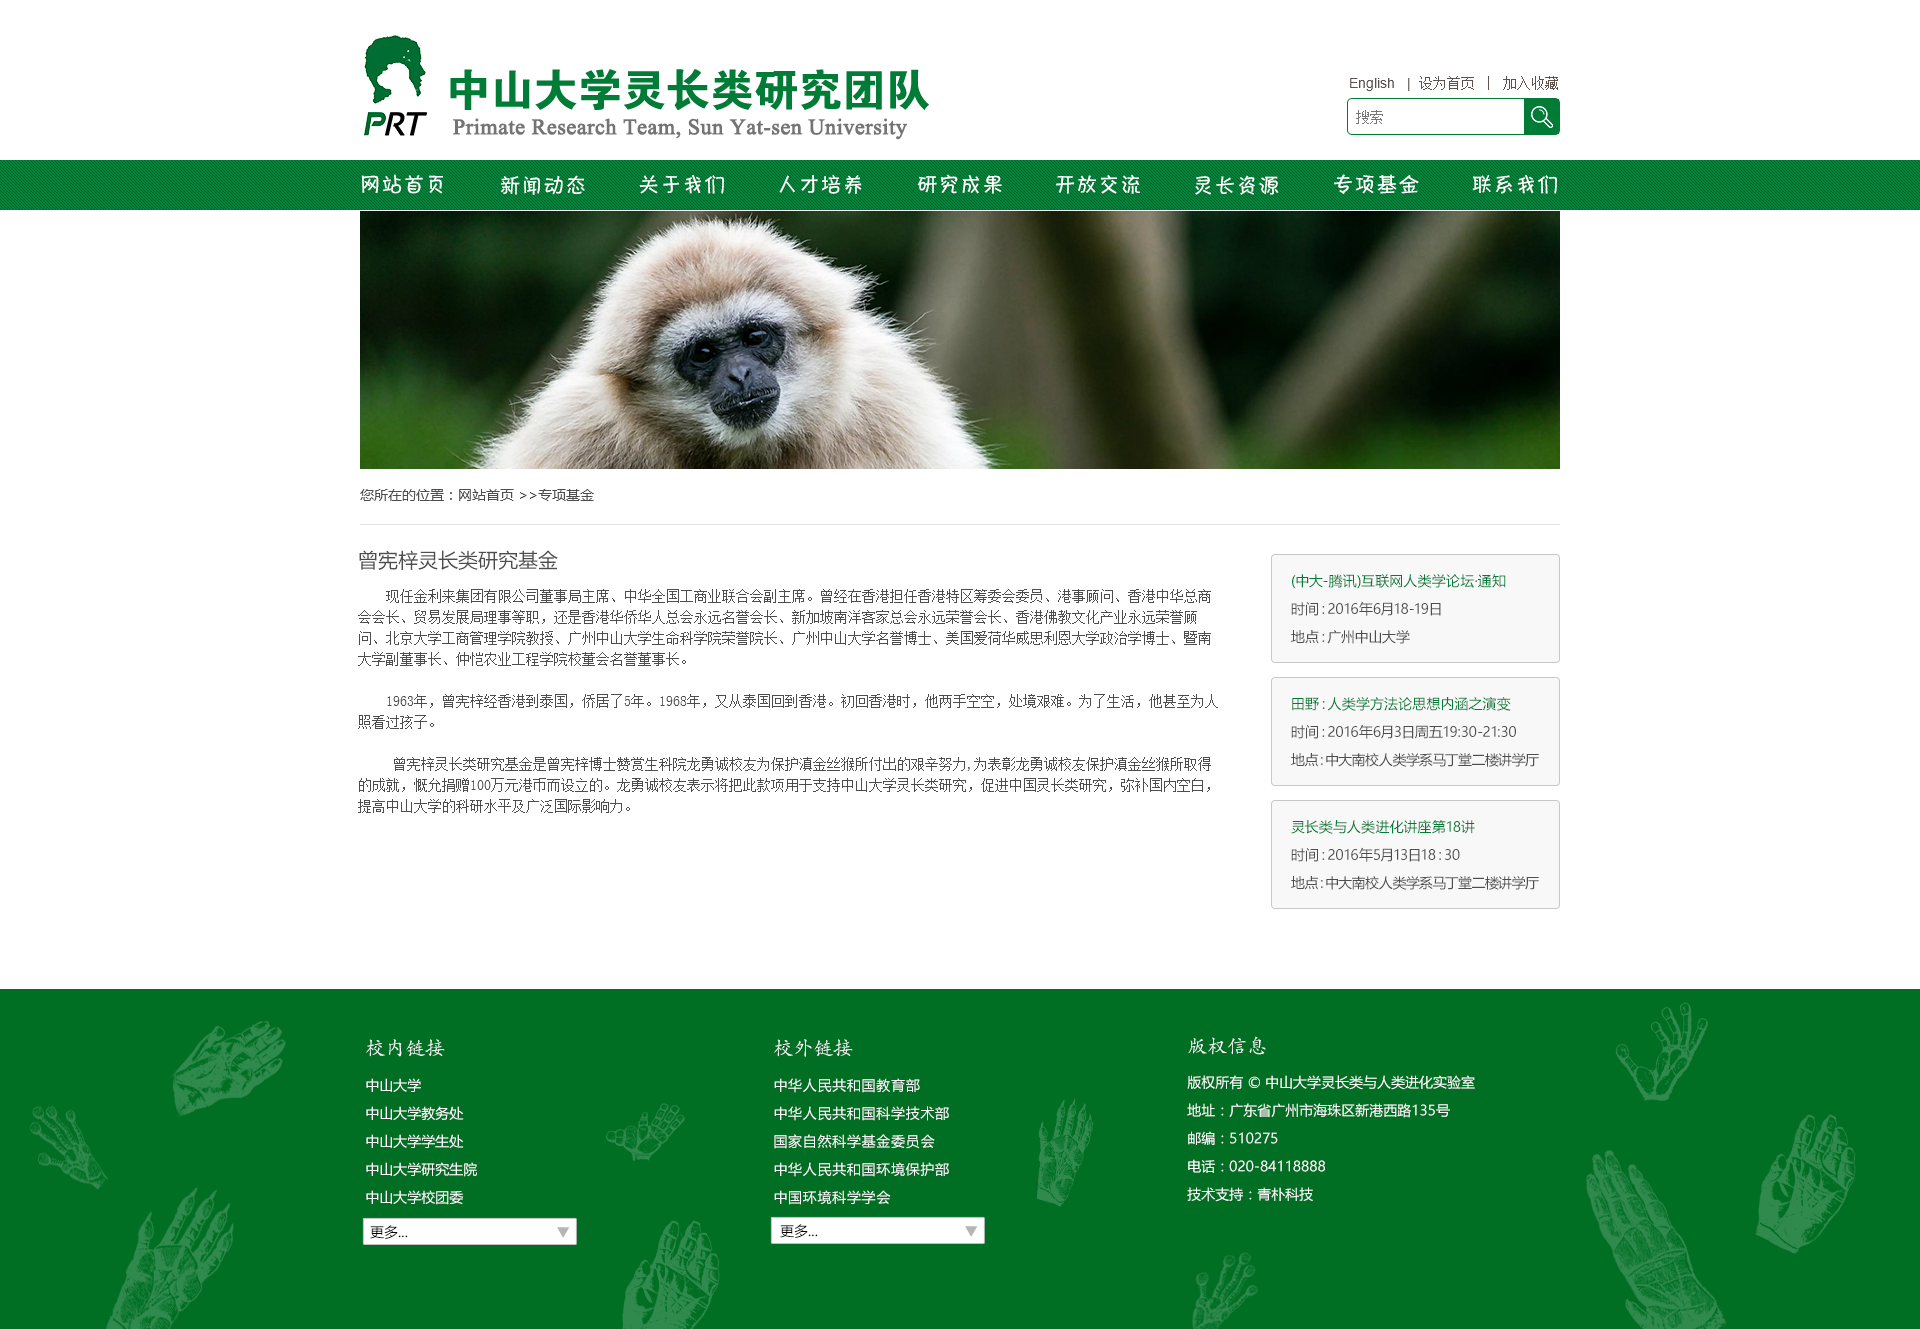 中山大学灵长类研究团队
PRT
Primate Research Team, Sun Yat-sen University
English | 设为首页 | 加入收藏
搜索
网站首页 新闻动态 关于我们 人才培养 研究成果 开放交流 灵长资源 专项基金 联系我们
您所在的位置：网站首页 >>专项基金
曾宪梓灵长类研究基金
现任金利来集团有限公司董事局主席、中华全国工商业联合会副主席。曾经在香港担任香港特区筹委会委员、港事顾问、香港中华总商
会会长、贸易发展局理事等职，还是香港华侨华人总会永远名誉会长、新加坡南洋客家总会永远荣誉会长、香港佛教文化产业永远荣誉顾
问、北京大学工商管理学院教授、广州中山大学生命科学院荣誉院长、广州中山大学名誉博士、美国爱荷华威思利恩大学政治学博士、暨南
大学副董事长、仲恺农业工程学院校董会名誉董事长。
1963年，曾宪梓经香港到泰国，侨居了5年。1968年，又从泰国回到香港。初回香港时，他两手空空，处境艰难。为了生活，他甚至为人
照看过孩子。
曾宪梓灵长类研究基金是曾宪梓博士赞赏生科院龙勇诚校友为保护滇金丝猴所付出的艰辛努力,为表彰龙勇诚校友保护滇金丝猴所取得
的成就，慨允捐赠100万元港币而设立的。龙勇诚校友表示将把此款项用于支持中山大学灵长类研究，促进中国灵长类研究，弥补国内空白，
提高中山大学的科研水平及广泛国际影响力。
(中大-腾讯)互联网人类学论坛·通知
时间：2016年6月18-19日
地点：广州中山大学
田野：人类学方法论思想内涵之演变
时间：2016年6月3日周五19:30-21:30
地点：中大南校人类学系马丁堂二楼讲学厅
灵长类与人类进化讲座第18讲
时间：2016年5月13日18：30
地点：中大南校人类学系马丁堂二楼讲学厅
校内链接
中山大学
中山大学教务处
中山大学学生处
中山大学研究生院
中山大学校团委
更多...
校外链接
中华人民共和国教育部
中华人民共和国科学技术部
国家自然科学基金委员会
中华人民共和国环境保护部
中国环境科学学会
更多...
版权信息
版权所有 © 中山大学灵长类与人类进化实验室
地址：广东省广州市海珠区新港西路135号
邮编：510275
电话：020-84118888
技术支持：青朴科技